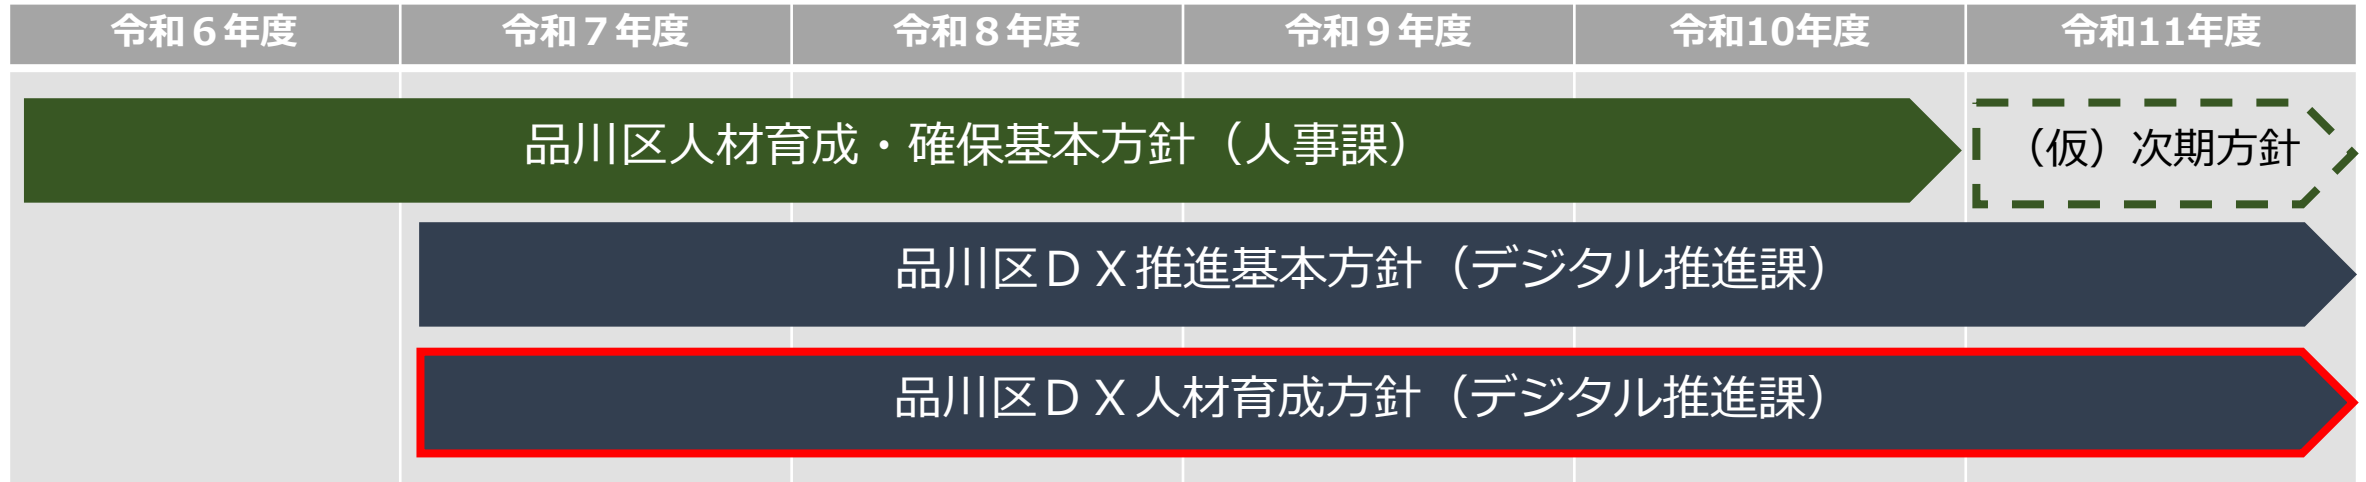 令和６年度
令和７年度
令和８年度
令和９年度
令和10年度
令和11年度
品川区人材育成・確保基本方針（人事課）
（仮）次期方針
品川区ＤＸ推進基本方針（デジタル推進課）
品川区ＤＸ人材育成方針（デジタル推進課）